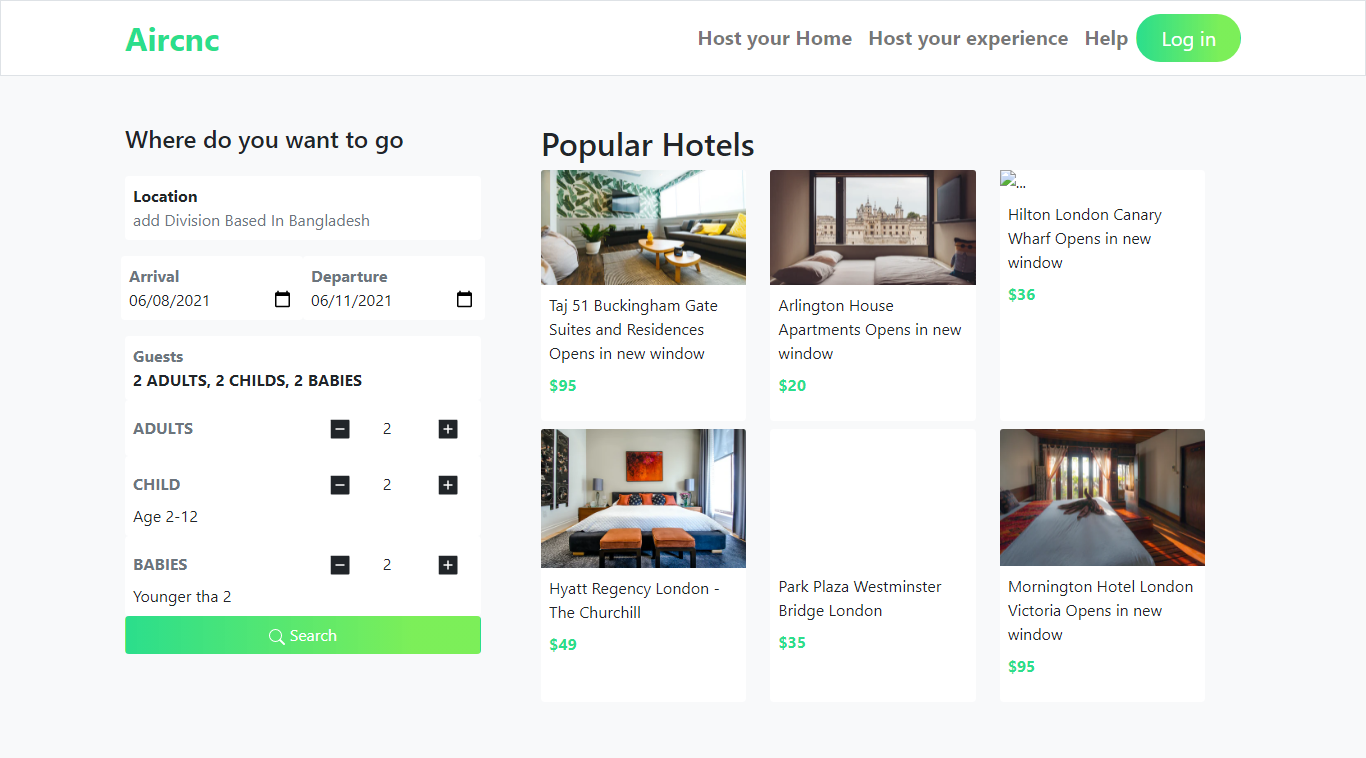 Aircnc
Host your Home
Host your experience
Help
Log in
Where do you want to go
Location
add Division Based In Bangladesh
Arrival
06/08/2021
Departure
06/11/2021
Guests
2 ADULTS, 2 CHILDS, 2 BABIES
ADULTS
2
CHILD
2
Age 2-12
BABIES
2
Younger tha 2
Search
Popular Hotels
Taj 51 Buckingham Gate
Suites and Residences
Opens in new window
$95
Arlington House
Apartments Opens in new
window
$20
...
Hilton London Canary
Wharf Opens in new
window
$36
Hyatt Regency London -
The Churchill
$49
Park Plaza Westminster
Bridge London
$35
Mornington Hotel London
Victoria Opens in new
window
$95